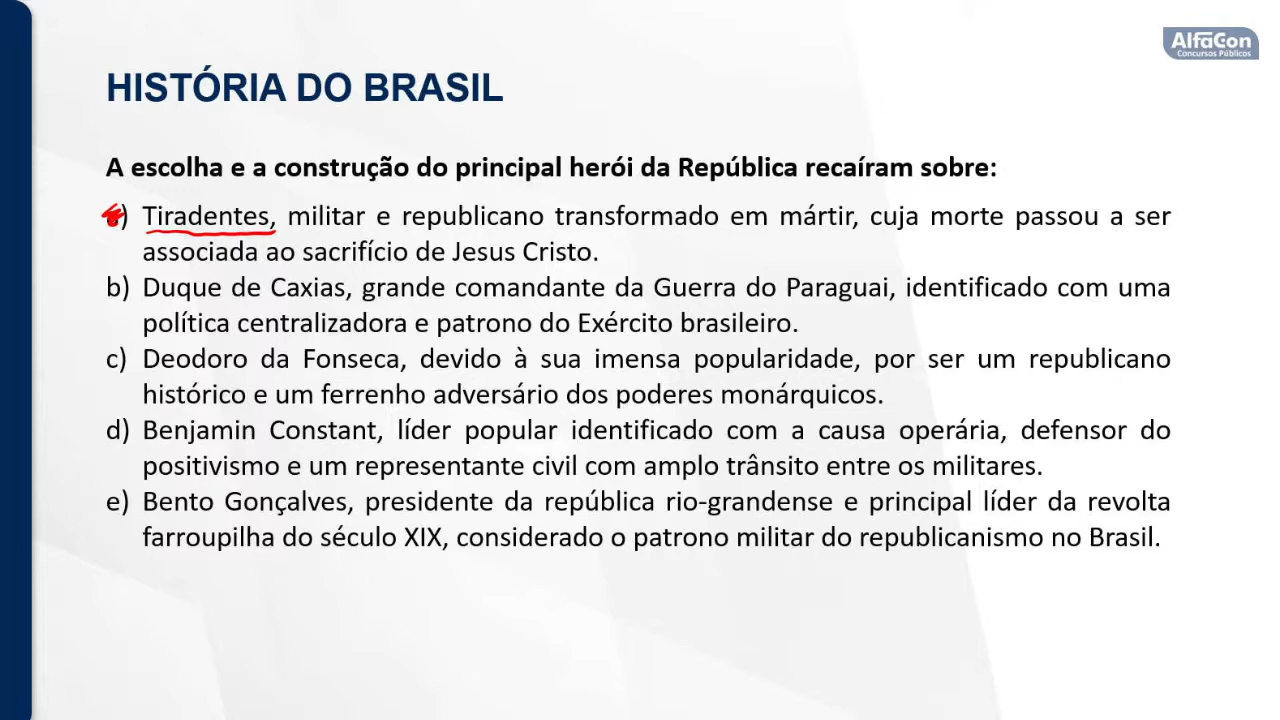 AlfaCon
Concursos Públicos
HISTÓRIA DO BRASIL
A escolha e a construção do principal herói da República recaíram sobre:
) Tiradentes, militar e republicano transformado em mártir, cuja morte passou a ser
associada ao sacrifício de Jesus Cristo.
b) Duque de Caxias, grande comandante da Guerra do Paraguai, identificado com uma
política centralizadora e patrono do Exército brasileiro.
c) Deodoro da Fonseca, devido à sua imensa popularidade, por ser um republicano
histórico e um ferrenho adversário dos poderes monárquicos.
d) Benjamin Constant, líder popular identificado com a causa operária, defensor do
positivismo e um representante civil com amplo trânsito entre os militares.
e) Bento Gonçalves, presidente da república rio-grandense e principal líder da revolta
farroupilha do século XIX, considerado o patrono militar do republicanismo no Brasil.